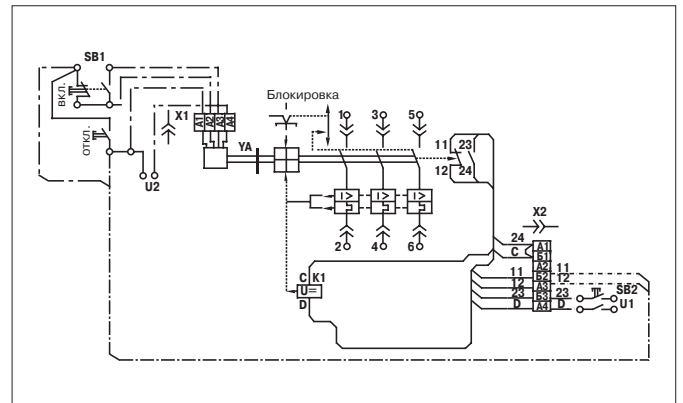 SB1
ВКЛ.
ОТКЛ.
U2
X1
A1 A2 A3 A4
YA
Блокировка
1 3 5
I> I> I>
2 4 6
11 23
12 24
C K1
U=
D
X2
24 A1
C Б1
A2 11
11 Б2 12
12 A3
23 Б3 23 SB2
D A4 D U1